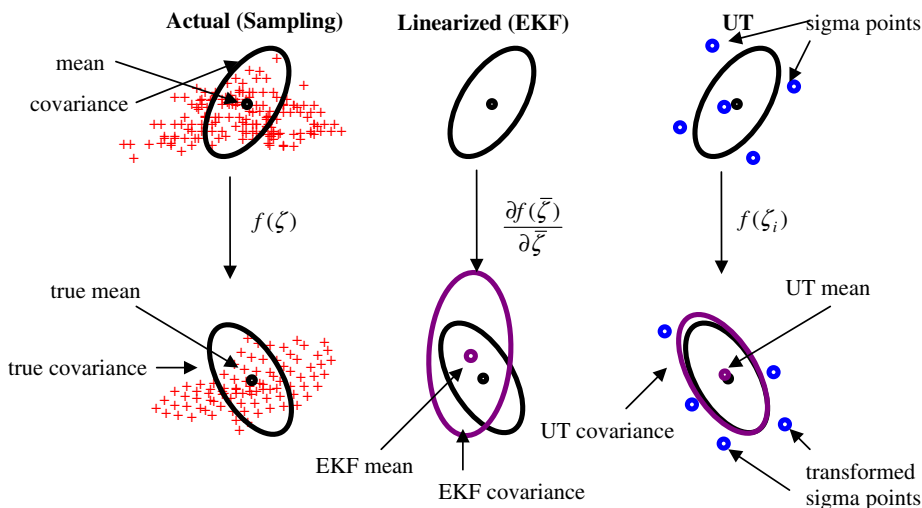 Actual (Sampling)
Linearized (EKF)
UT
sigma
points
mean
covariance
f(ζ)
∂f(ζ̄)
∂ζ̄
f(ζᵢ)
true mean
UT mean
true covariance
UT covariance
EKF mean
EKF covariance
transformed
sigma points